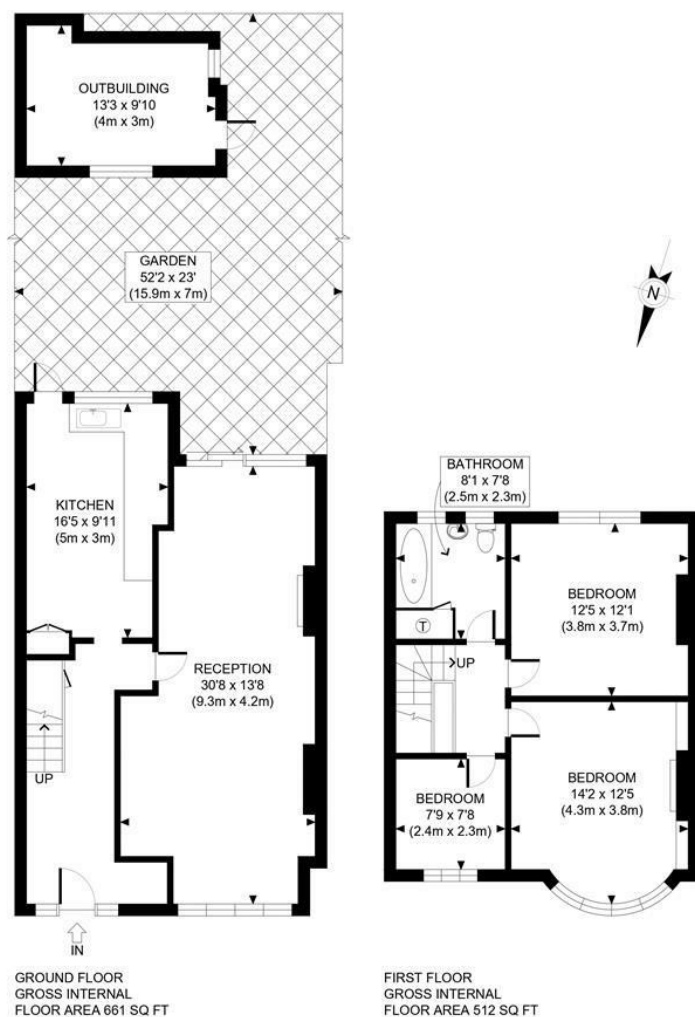 OUTBUILDING
13'3 x 9'10
(4m x 3m)
GARDEN
52'2 x 23'
(15.9m x 7m)
N
KITCHEN
16'5 x 9'11
(5m x 3m)
RECEPTION
30'8 x 13'8
(9.3m x 4.2m)
UP
IN
GROUND FLOOR
GROSS INTERNAL
FLOOR AREA 661 SQ FT
BATHROOM
8'1 x 7'8
(2.5m x 2.3m)
T
BEDROOM
12'5 x 12'1
(3.8m x 3.7m)
UP
BEDROOM
7'9 x 7'8
(2.4m x 2.3m)
BEDROOM
14'2 x 12'5
(4.3m x 3.8m)
FIRST FLOOR
GROSS INTERNAL
FLOOR AREA 512 SQ FT